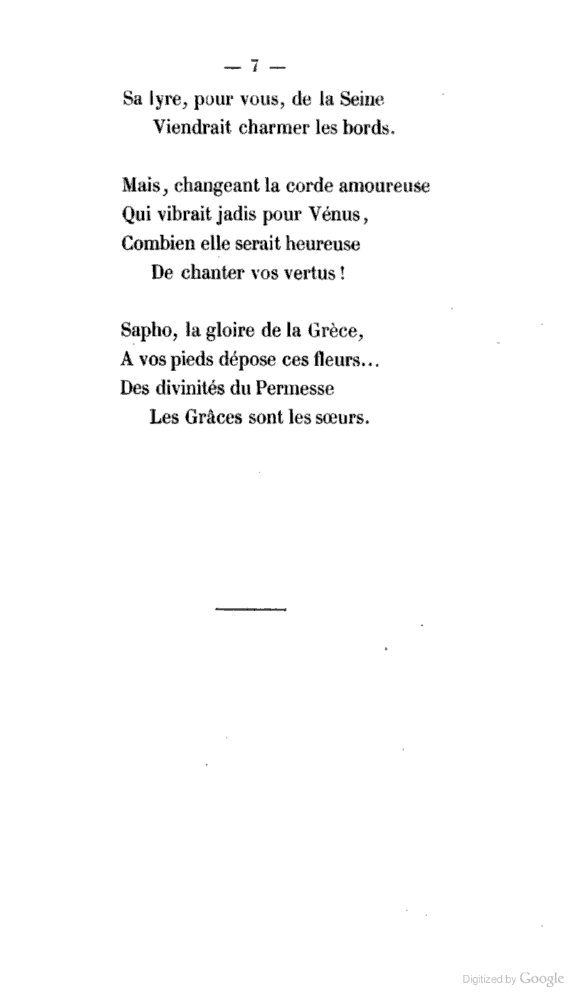 — 7 —
Sa lyre, pour vous, de la Seine
Viendrait charmer les bords.
Mais, changeant la corde amoureuse
Qui vibrait jadis pour Vénus,
Combien elle serait heureuse
De chanter vos vertus !
Sapho, la gloire de la Grèce,
A vos pieds dépose ces fleurs...
Des divinités du Permesse
Les Grâces sont les sœurs.
Digitized by Google